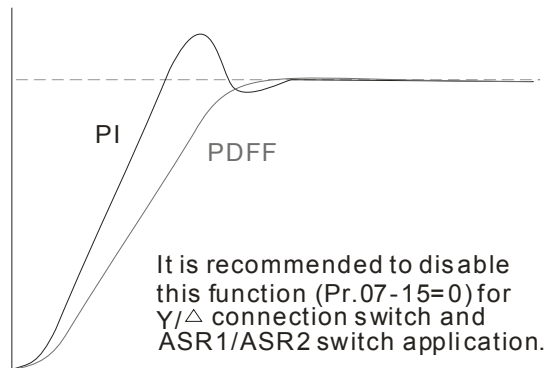 PI
PDFF
It is recommended to disable
this function (Pr.07-15=0) for
Y/△ connection switch and
ASR1/ASR2 switch application.